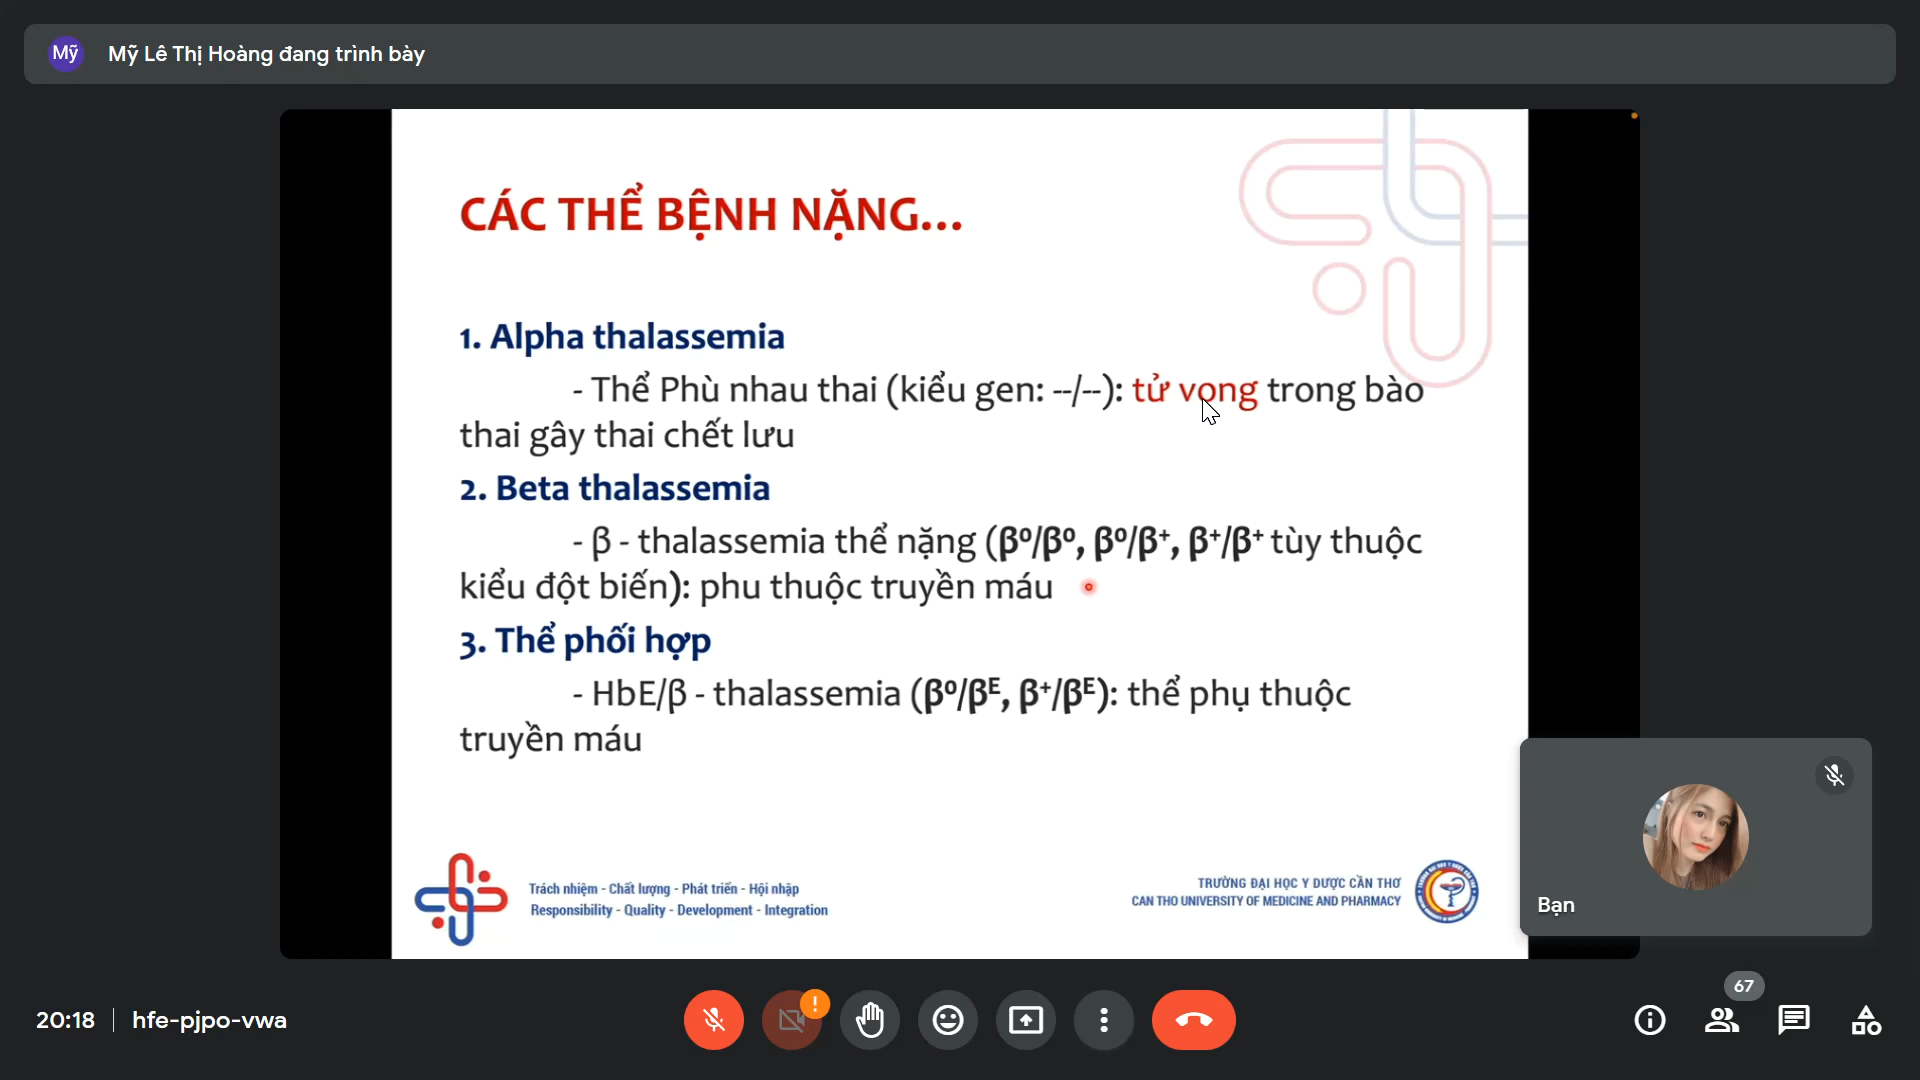 Mỹ
Mỹ Lê Thị Hoàng đang trình bày
CÁC THỂ BỆNH NẶNG...
1. Alpha thalassemia
- Thể Phù nhau thai (kiểu gen: --/--): tử vong trong bào
thai gây thai chết lưu
2. Beta thalassemia
- β - thalassemia thể nặng (β⁰/β⁰, β⁰/β⁺, β⁺/β⁺ tùy thuộc
kiểu đột biến): phu thuộc truyền máu
3. Thể phối hợp
- HbE/β - thalassemia (β⁰/βᴱ, β⁺/βᴱ): thể phụ thuộc
truyền máu
Trách nhiệm - Chất lượng - Phát triển - Hội nhập
Responsibility - Quality - Development - Integration
TRƯỜNG ĐẠI HỌC Y DƯỢC CẦN THƠ
CAN THO UNIVERSITY OF MEDICINE AND PHARMACY
Bạn
20:18
hfe-pjpo-vwa
67